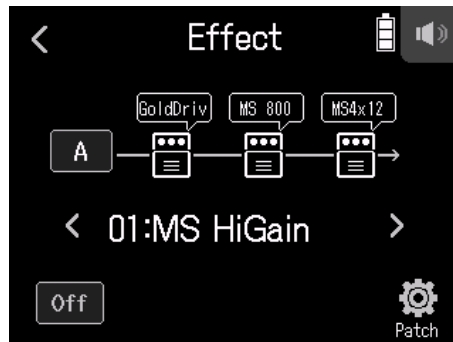 Effect
GoldDriv MS 800 MS4x12
A
01:MS HiGain
Off
Patch